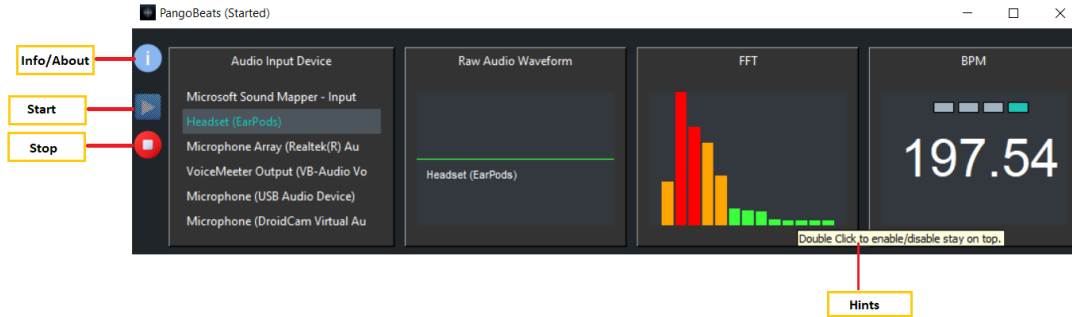 PangoBeats (Started)
Info/About
Start
Stop
i
Audio Input Device
Microsoft Sound Mapper - Input
Headset (EarPods)
Microphone Array (Realtek(R) Au
VoiceMeeter Output (VB-Audio Vo
Microphone (USB Audio Device)
Microphone (DroidCam Virtual Au
Raw Audio Waveform
Headset (EarPods)
FFT
Double Click to enable/disable stay on top.
BPM
197.54
Hints